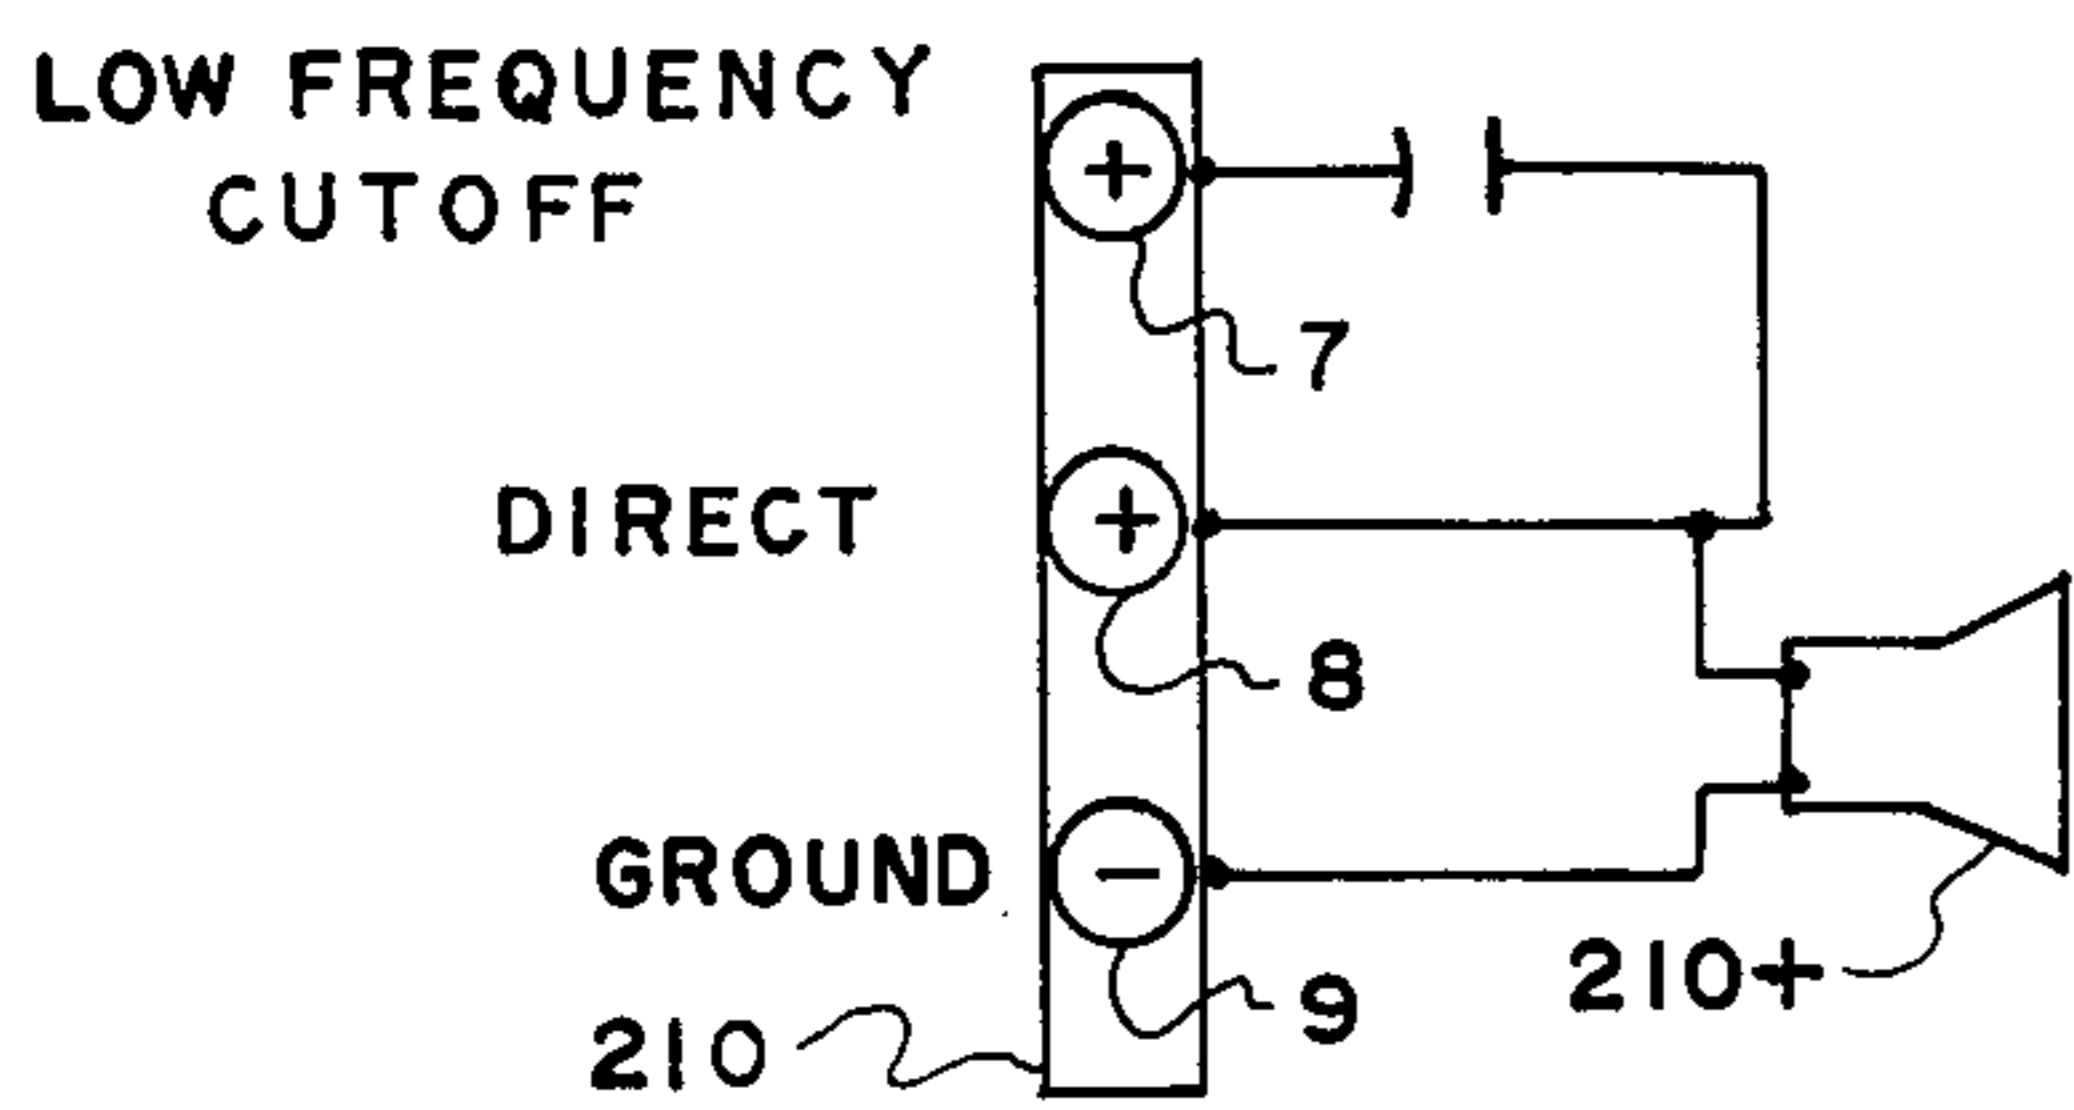 LOW FREQUENCY
CUTOFF
+
7
DIRECT
+
8
GROUND
−
9
210
210+